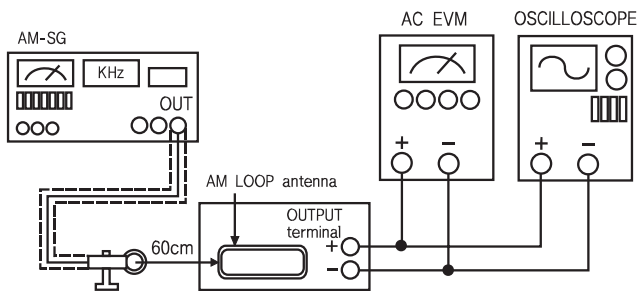 AC EVM
OSCILLOSCOPE
AM-SG
KHz
OUT
+
−
+
−
AM LOOP antenna
OUTPUT
terminal
60cm
+
−